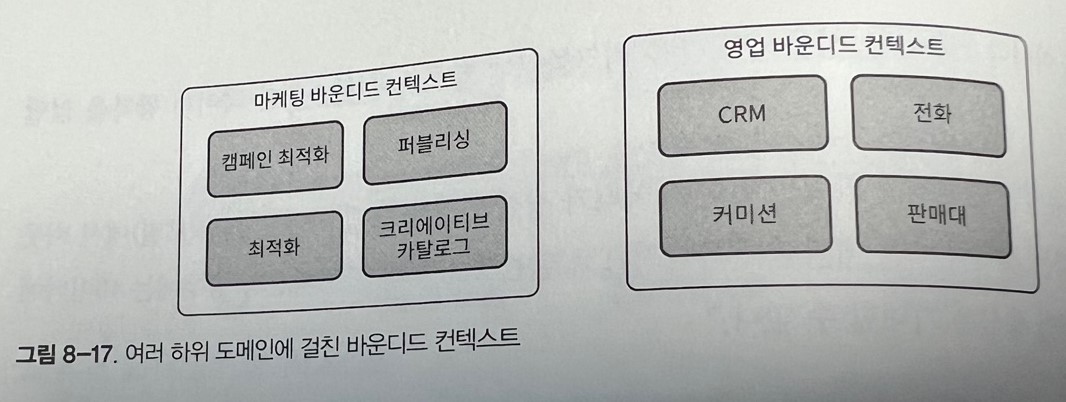 마케팅 바운디드 컨텍스트
캠페인 최적화
퍼블리싱
최적화
크리에이티브
카탈로그
영업 바운디드 컨텍스트
CRM
전화
커미션
판매대
그림 8-17. 여러 하위 도메인에 걸친 바운디드 컨텍스트